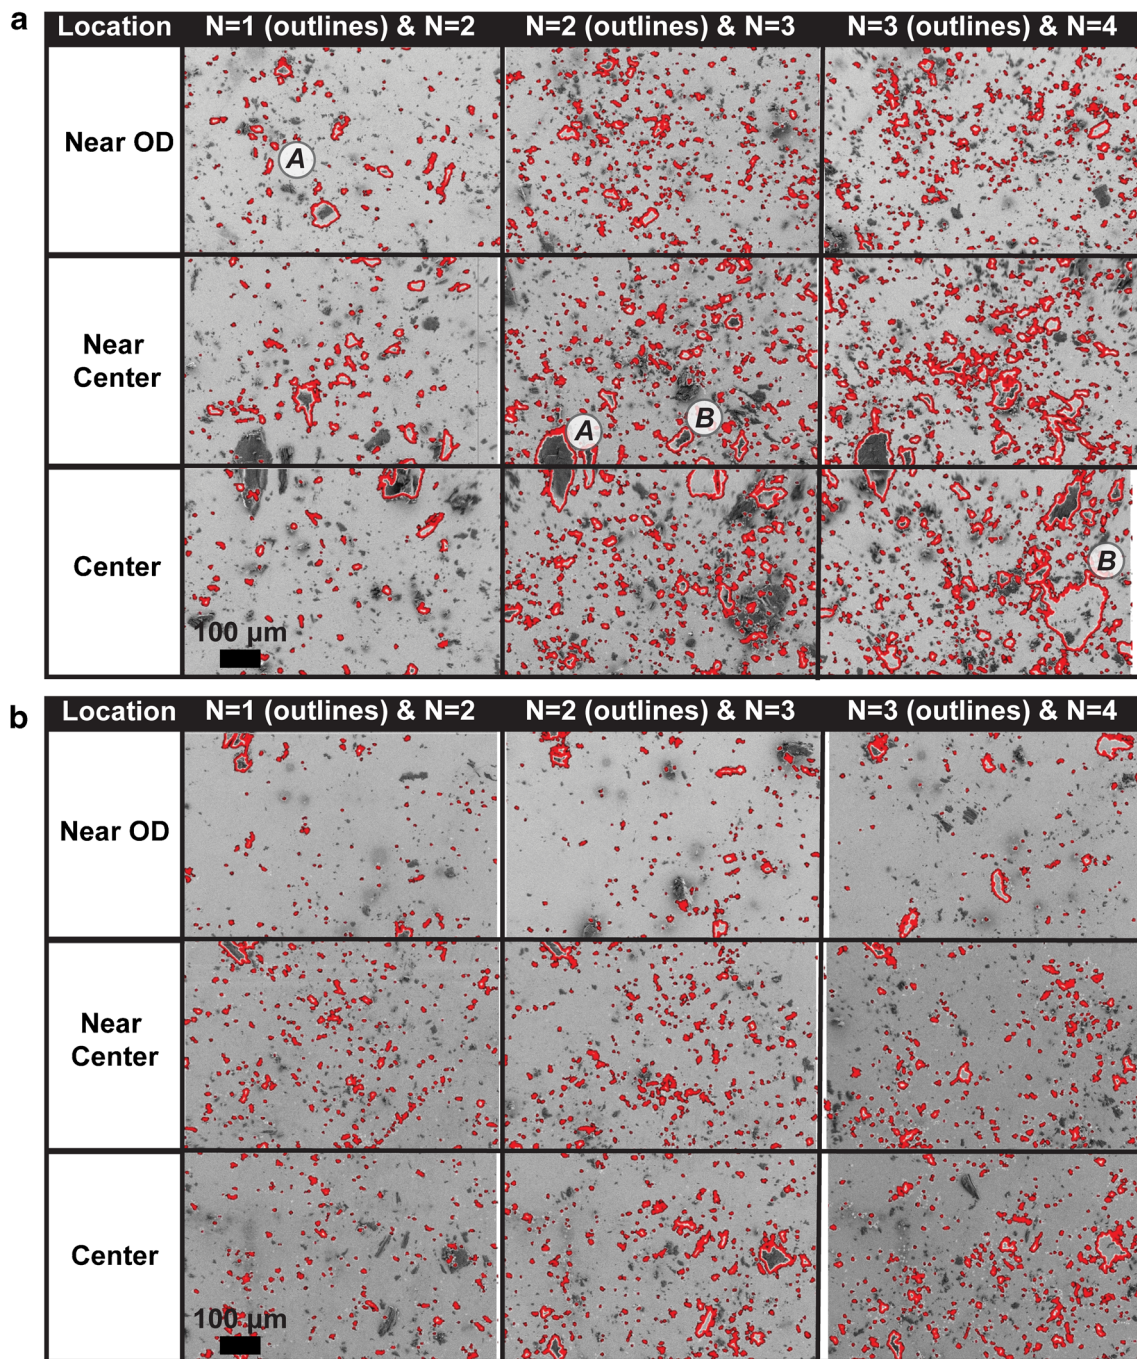 a
Location N=1 (outlines) & N=2 N=2 (outlines) & N=3 N=3 (outlines) & N=4
Near OD
A
Near
Center
A
B
Center
B
100 µm
b
Location N=1 (outlines) & N=2 N=2 (outlines) & N=3 N=3 (outlines) & N=4
Near OD
Near
Center
Center
100 µm